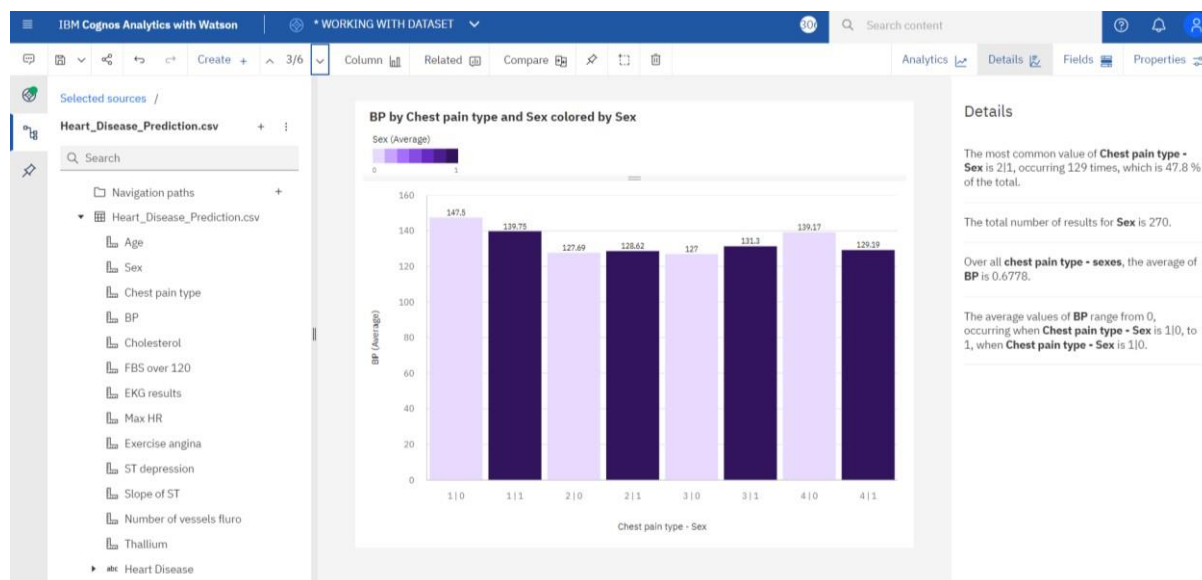 IBM Cognos Analytics with Watson
* WORKING WITH DATASET
Search content
Create +
3/6
Column
Related
Compare
Analytics
Details
Fields
Properties
Selected sources /
Heart_Disease_Prediction.csv
Search
Navigation paths
Heart_Disease_Prediction.csv
Age
Sex
Chest pain type
BP
Cholesterol
FBS over 120
EKG results
Max HR
Exercise angina
ST depression
Slope of ST
Number of vessels fluro
Thallium
abc Heart Disease
BP by Chest pain type and Sex colored by Sex
Sex (Average)
0 1
BP (Average)
160
140
120
100
80
60
40
20
0
147.5
139.75
127.69
128.62
127
131.3
139.17
129.19
1|0 1|1 2|0 2|1 3|0 3|1 4|0 4|1
Chest pain type - Sex
Details
The most common value of Chest pain type -
Sex is 2|1, occurring 129 times, which is 47.8 %
of the total.
The total number of results for Sex is 270.
Over all chest pain type - sexes, the average of
BP is 0.6778.
The average values of BP range from 0,
occurring when Chest pain type - Sex is 1|0, to
1, when Chest pain type - Sex is 1|0.